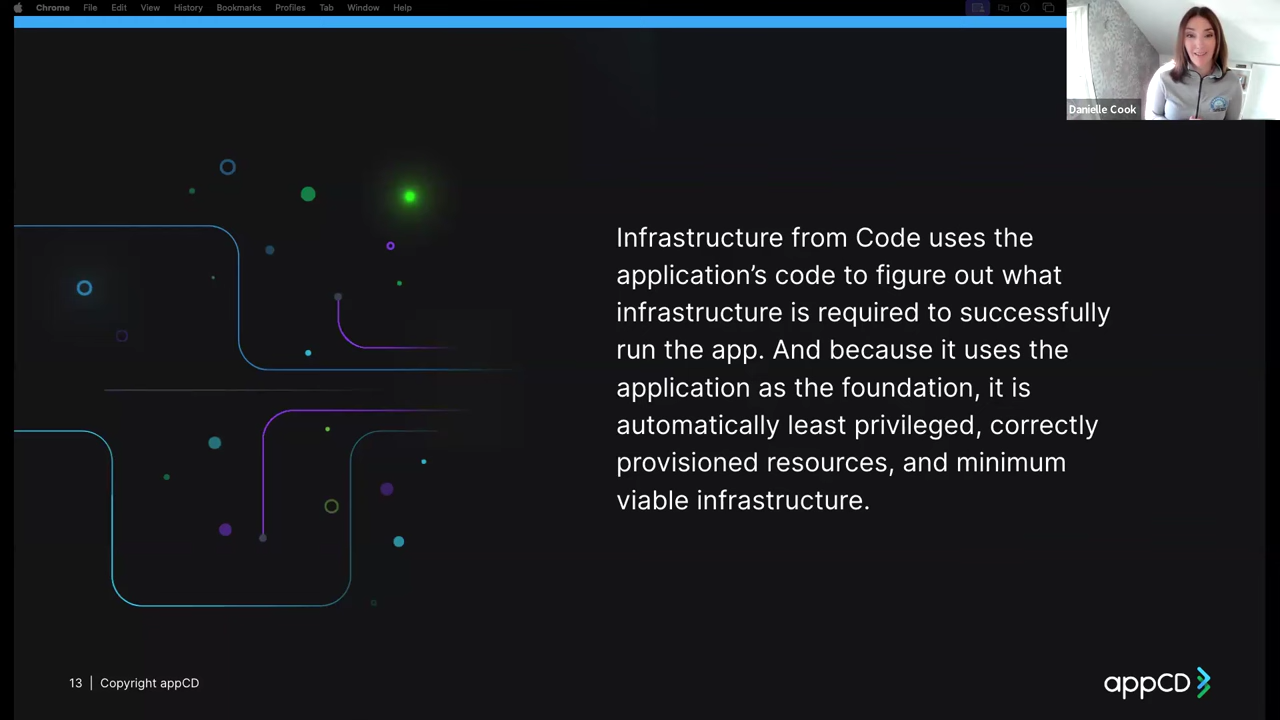 Chrome File Edit View History Bookmarks Profiles Tab Window Help
Danielle Cook
Infrastructure from Code uses the
application’s code to figure out what
infrastructure is required to successfully
run the app. And because it uses the
application as the foundation, it is
automatically least privileged, correctly
provisioned resources, and minimum
viable infrastructure.
13 | Copyright appCD
appCD